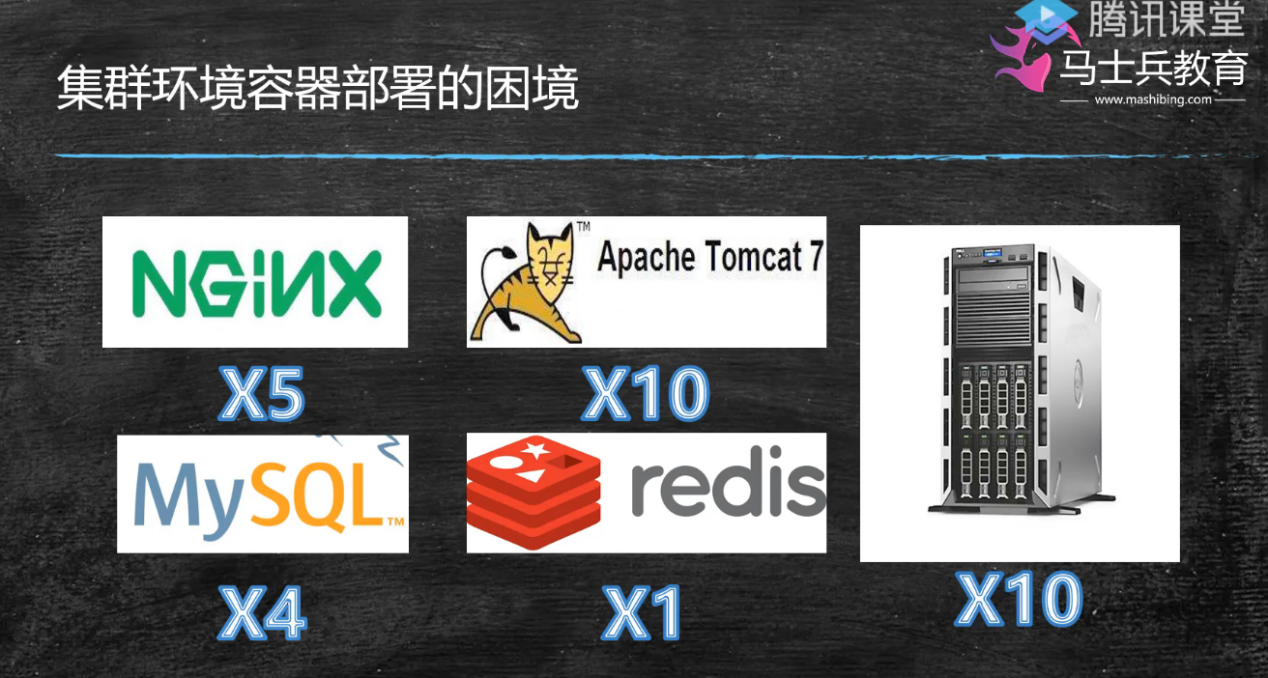 腾讯课堂
马士兵教育
www.mashibing.com
集群环境容器部署的困境
NGiNX
X5
TM
Apache Tomcat 7
X10
MySQL TM
X4
redis
X1
X10